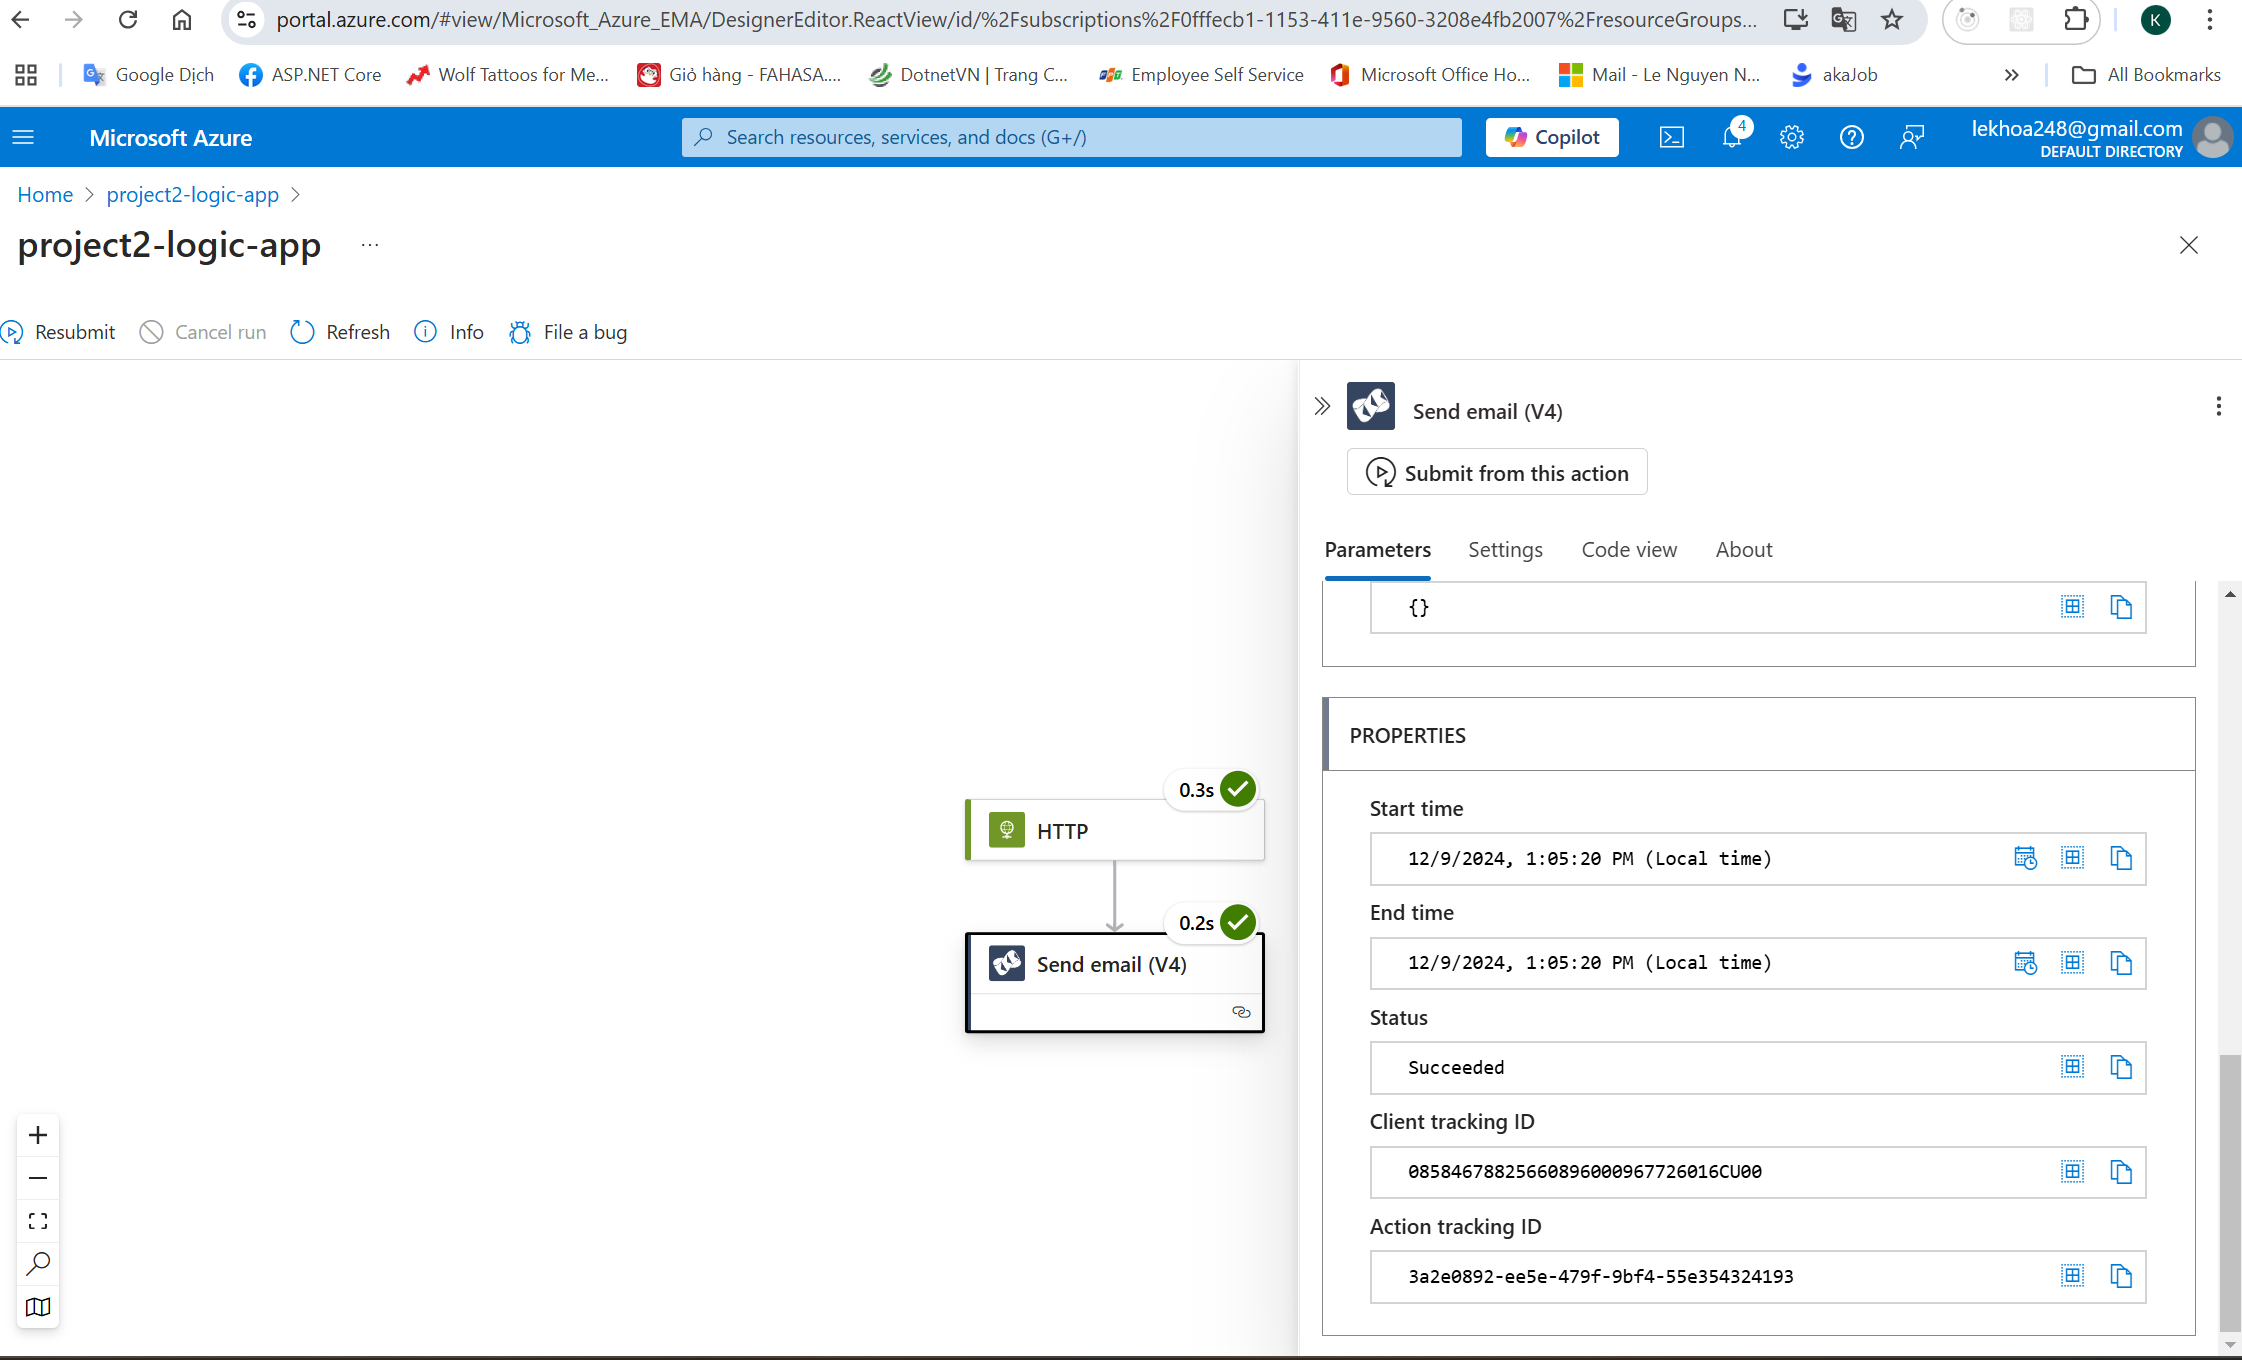 portal.azure.com/#view/Microsoft_Azure_EMA/DesignerEditor.ReactView/id/%2Fsubscriptions%2F0fffecb1-1153-411e-9560-3208e4fb2007%2FresourceGroups...
K
Google Dịch
ASP.NET Core
Wolf Tattoos for Me...
Giỏ hàng - FAHASA....
DotnetVN | Trang C...
Employee Self Service
Microsoft Office Ho...
Mail - Le Nguyen N...
akaJob
All Bookmarks
Microsoft Azure
Search resources, services, and docs (G+/)
Copilot
4
lekhoa248@gmail.com
DEFAULT DIRECTORY
Home > project2-logic-app >
project2-logic-app ...
Resubmit
Cancel run
Refresh
Info
File a bug
Send email (V4)
Submit from this action
Parameters
Settings
Code view
About
{}
PROPERTIES
Start time
12/9/2024, 1:05:20 PM (Local time)
End time
12/9/2024, 1:05:20 PM (Local time)
Status
Succeeded
Client tracking ID
08584678825660896000967726016CU00
Action tracking ID
3a2e0892-ee5e-479f-9bf4-55e354324193
0.3s
HTTP
0.2s
Send email (V4)